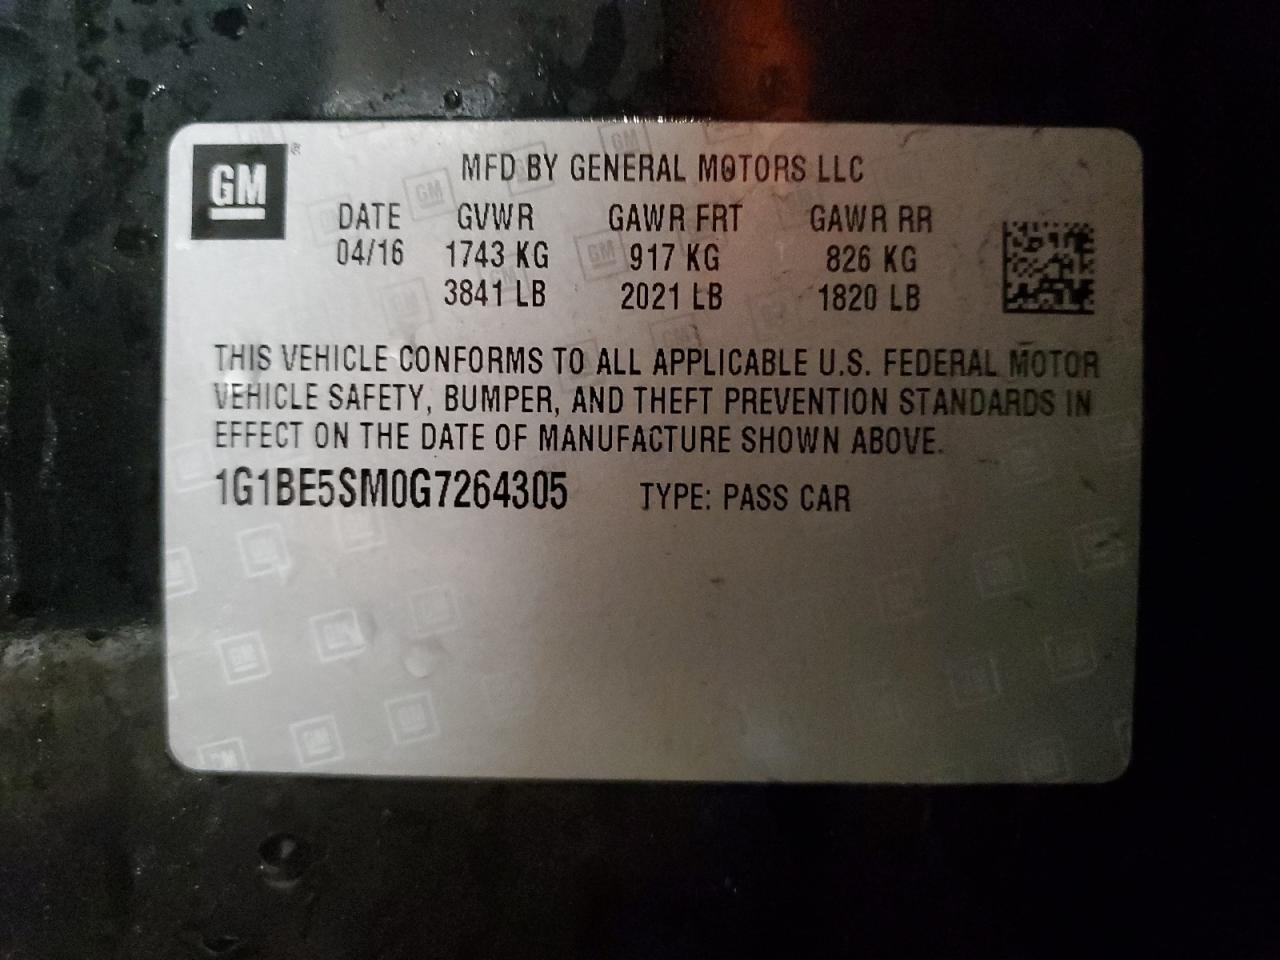 GM
MFD BY GENERAL MOTORS LLC
DATE GVWR GAWR FRT GAWR RR
04/16 1743 KG 917 KG 826 KG
3841 LB 2021 LB 1820 LB
THIS VEHICLE CONFORMS TO ALL APPLICABLE U.S. FEDERAL MOTOR
VEHICLE SAFETY, BUMPER, AND THEFT PREVENTION STANDARDS IN
EFFECT ON THE DATE OF MANUFACTURE SHOWN ABOVE.
1G1BE5SM0G7264305 TYPE: PASS CAR